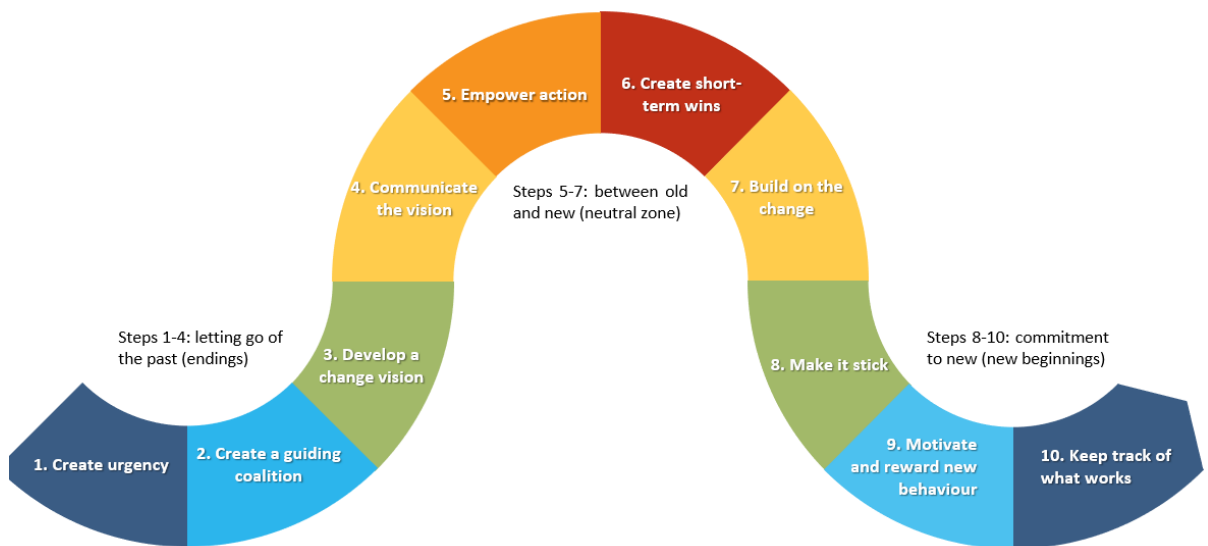 1. Create urgency
2. Create a guiding
coalition
3. Develop a
change vision
4. Communicate
the vision
5. Empower action
6. Create short-
term wins
7. Build on the
change
8. Make it stick
9. Motivate
and reward new
behaviour
10. Keep track of
what works
Steps 1-4: letting go of
the past (endings)
Steps 5-7: between old
and new (neutral zone)
Steps 8-10: commitment
to new (new beginnings)